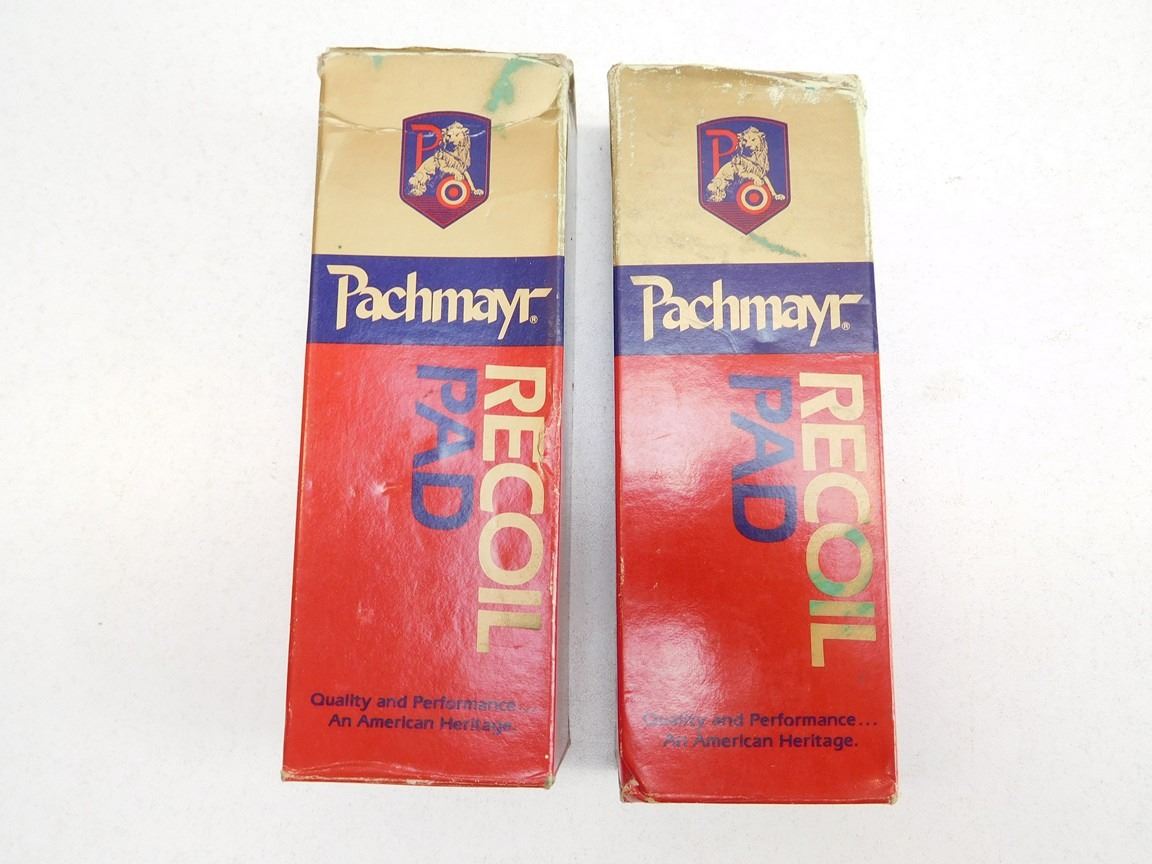 P
Pachmayr®
RECOIL
PAD
Quality and Performance...
An American Heritage.
P
Pachmayr®
RECOIL
PAD
Quality and Performance...
An American Heritage.